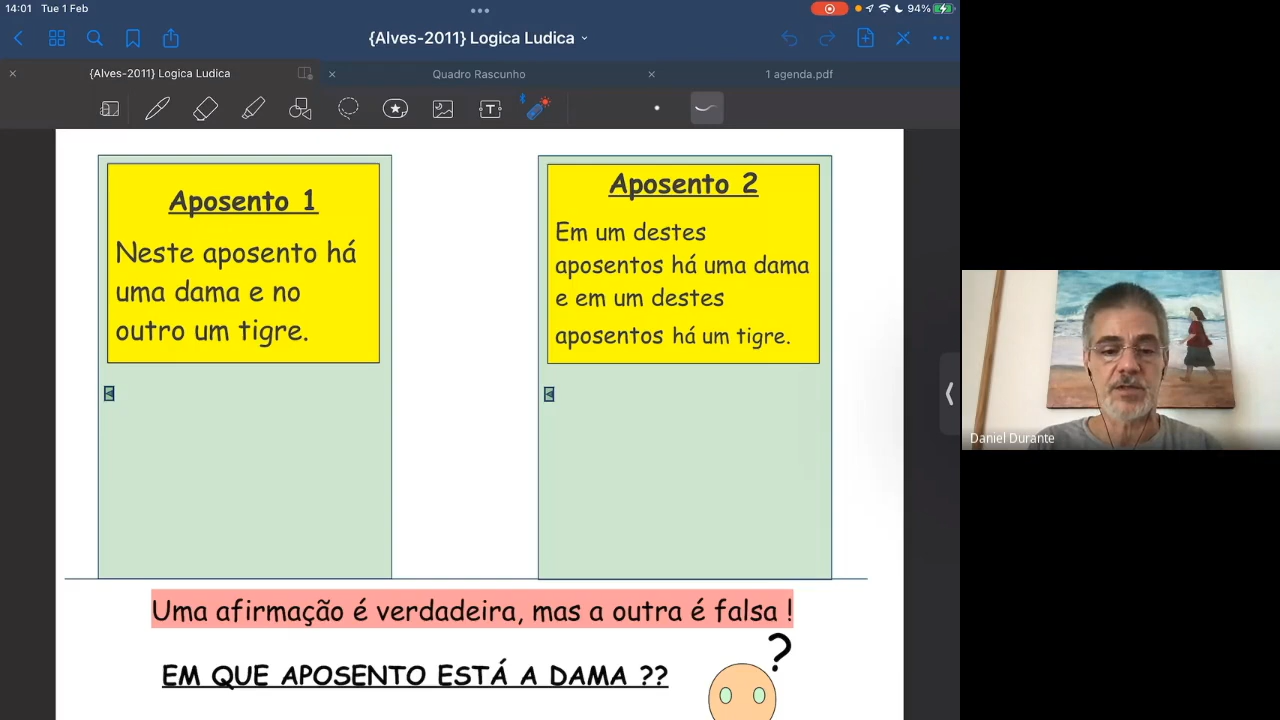 14:01 Tue 1 Feb
94%
{Alves-2011} Logica Ludica
{Alves-2011} Logica Ludica
Quadro Rascunho
1 agenda.pdf
Aposento 1
Neste aposento há
uma dama e no
outro um tigre.
Aposento 2
Em um destes
aposentos há uma dama
e em um destes
aposentos há um tigre.
Uma afirmação é verdadeira, mas a outra é falsa !
?
EM QUE APOSENTO ESTÁ A DAMA ??
Daniel Durante